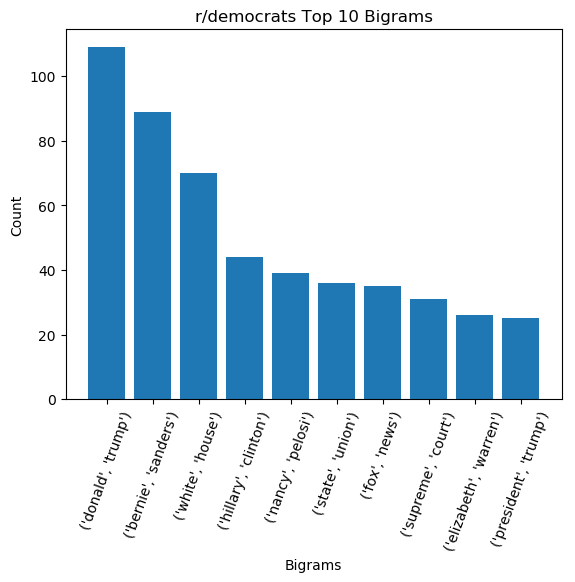 r/democrats Top 10 Bigrams
Count
100
80
60
40
20
0
('donald', 'trump')
('bernie', 'sanders')
('white', 'house')
('hillary', 'clinton')
('nancy', 'pelosi')
('state', 'union')
('fox', 'news')
('supreme', 'court')
('elizabeth', 'warren')
('president', 'trump')
Bigrams